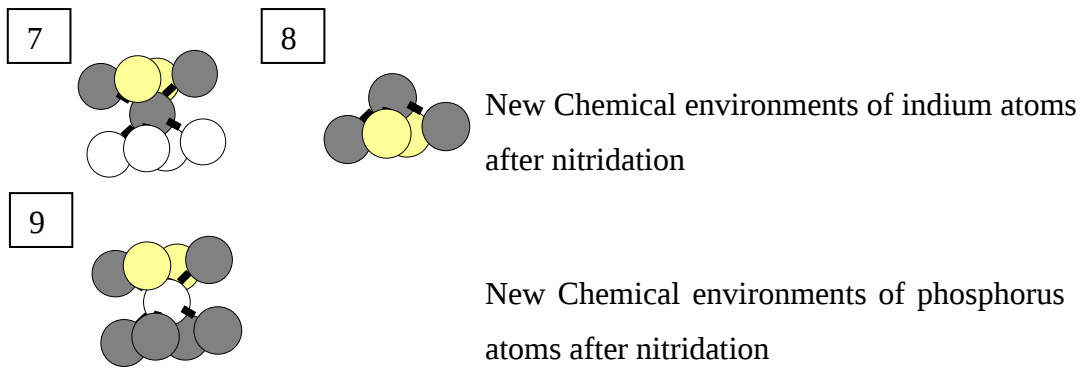 7
8
New Chemical environments of indium atoms
after nitridation
9
New Chemical environments of phosphorus
atoms after nitridation